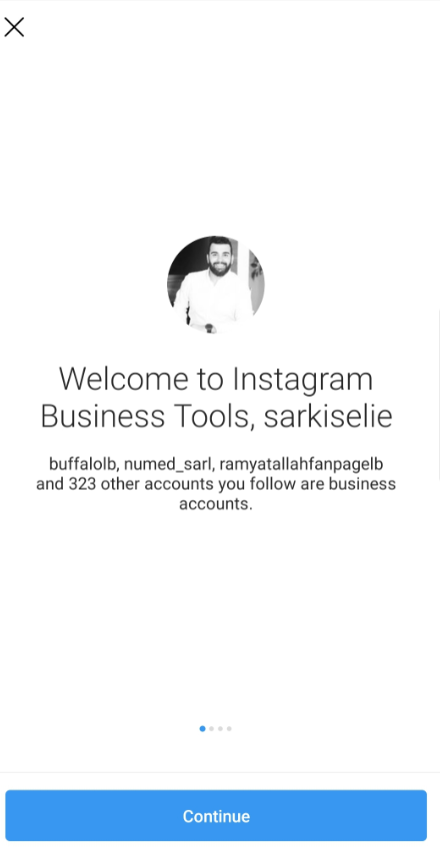 Welcome to Instagram
Business Tools, sarkiselie
buffalolb, numed_sarl, ramyatallahfanpagelb
and 323 other accounts you follow are business
accounts.
Continue